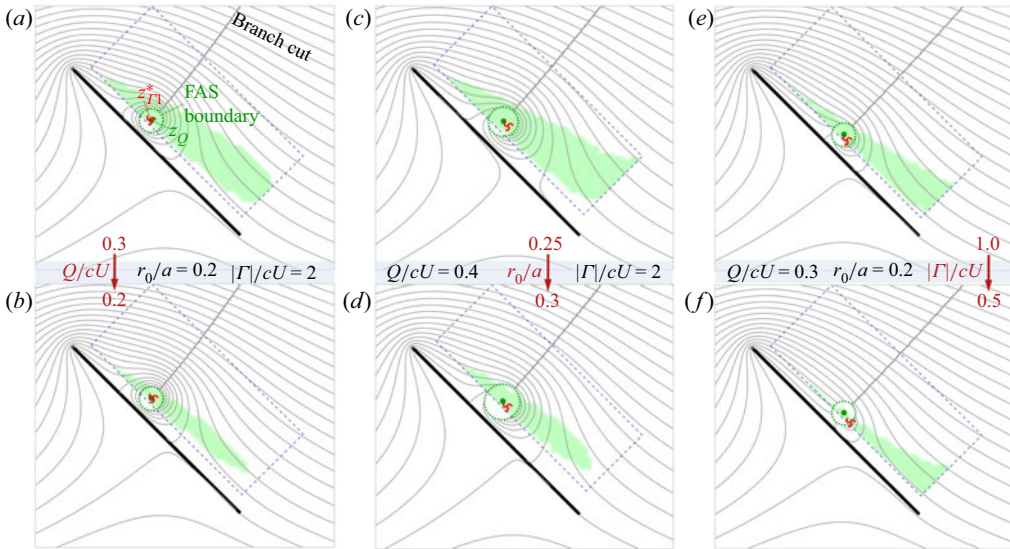 (a)
Branch cut
z*Γ1
FAS
boundary
zQ
(c)
(e)
0.3
Q/cU
r0/a = 0.2
|Γ|/cU = 2
0.2
0.25
Q/cU = 0.4
r0/a
|Γ|/cU = 2
0.3
1.0
Q/cU = 0.3
r0/a = 0.2
|Γ|/cU
0.5
(b)
(d)
(f)